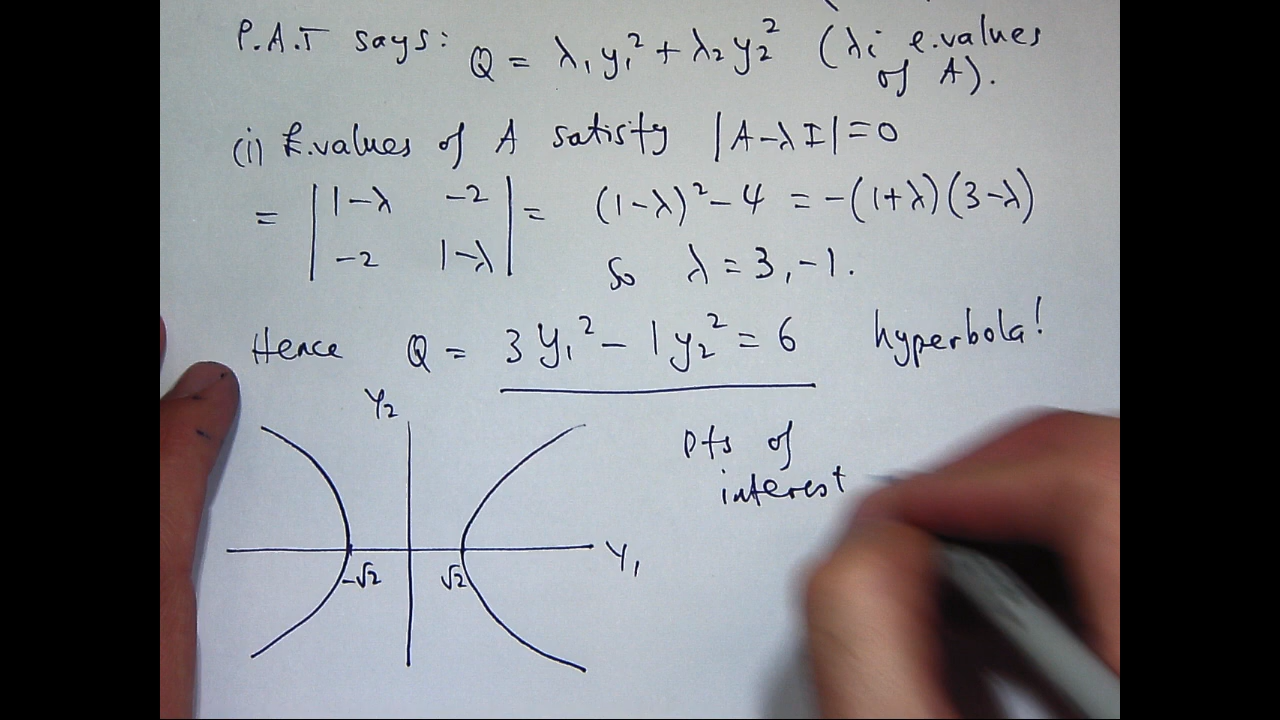 P.A.T says: Q = λ₁y₁² + λ₂y₂² (λi e.values
of A).
(i) E.values of A satisfy |A-λI|=0
= | 1-λ -2 | = (1-λ)² - 4 = -(1+λ)(3-λ)
| -2 1-λ | So λ = 3, -1.
Hence Q = 3y₁² - 1y₂² = 6 hyperbola!
Y₂
pts of
interest
Y₁
-√2 √2